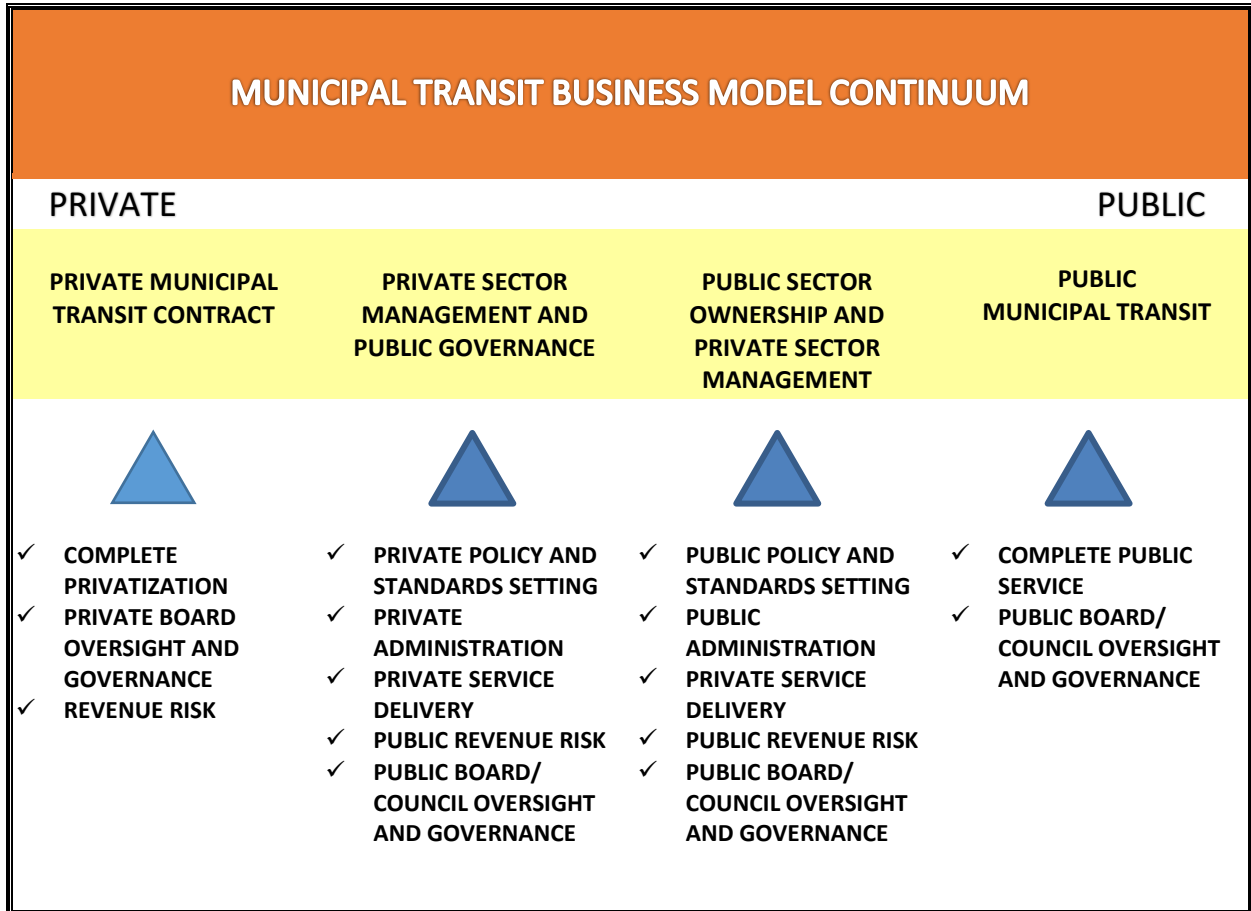 MUNICIPAL TRANSIT BUSINESS MODEL CONTINUUM
PRIVATE
PUBLIC
PRIVATE MUNICIPAL
TRANSIT CONTRACT
PRIVATE SECTOR
MANAGEMENT AND
PUBLIC GOVERNANCE
PUBLIC SECTOR
OWNERSHIP AND
PRIVATE SECTOR
MANAGEMENT
PUBLIC
MUNICIPAL TRANSIT
✓ COMPLETE
PRIVATIZATION
✓ PRIVATE BOARD
OVERSIGHT AND
GOVERNANCE
✓ REVENUE RISK
✓ PRIVATE POLICY AND
STANDARDS SETTING
✓ PRIVATE
ADMINISTRATION
✓ PRIVATE SERVICE
DELIVERY
✓ PUBLIC REVENUE RISK
✓ PUBLIC BOARD/
COUNCIL OVERSIGHT
AND GOVERNANCE
✓ PUBLIC POLICY AND
STANDARDS SETTING
✓ PUBLIC
ADMINISTRATION
✓ PRIVATE SERVICE
DELIVERY
✓ PUBLIC REVENUE RISK
✓ PUBLIC BOARD/
COUNCIL OVERSIGHT
AND GOVERNANCE
✓ COMPLETE PUBLIC
SERVICE
✓ PUBLIC BOARD/
COUNCIL OVERSIGHT
AND GOVERNANCE